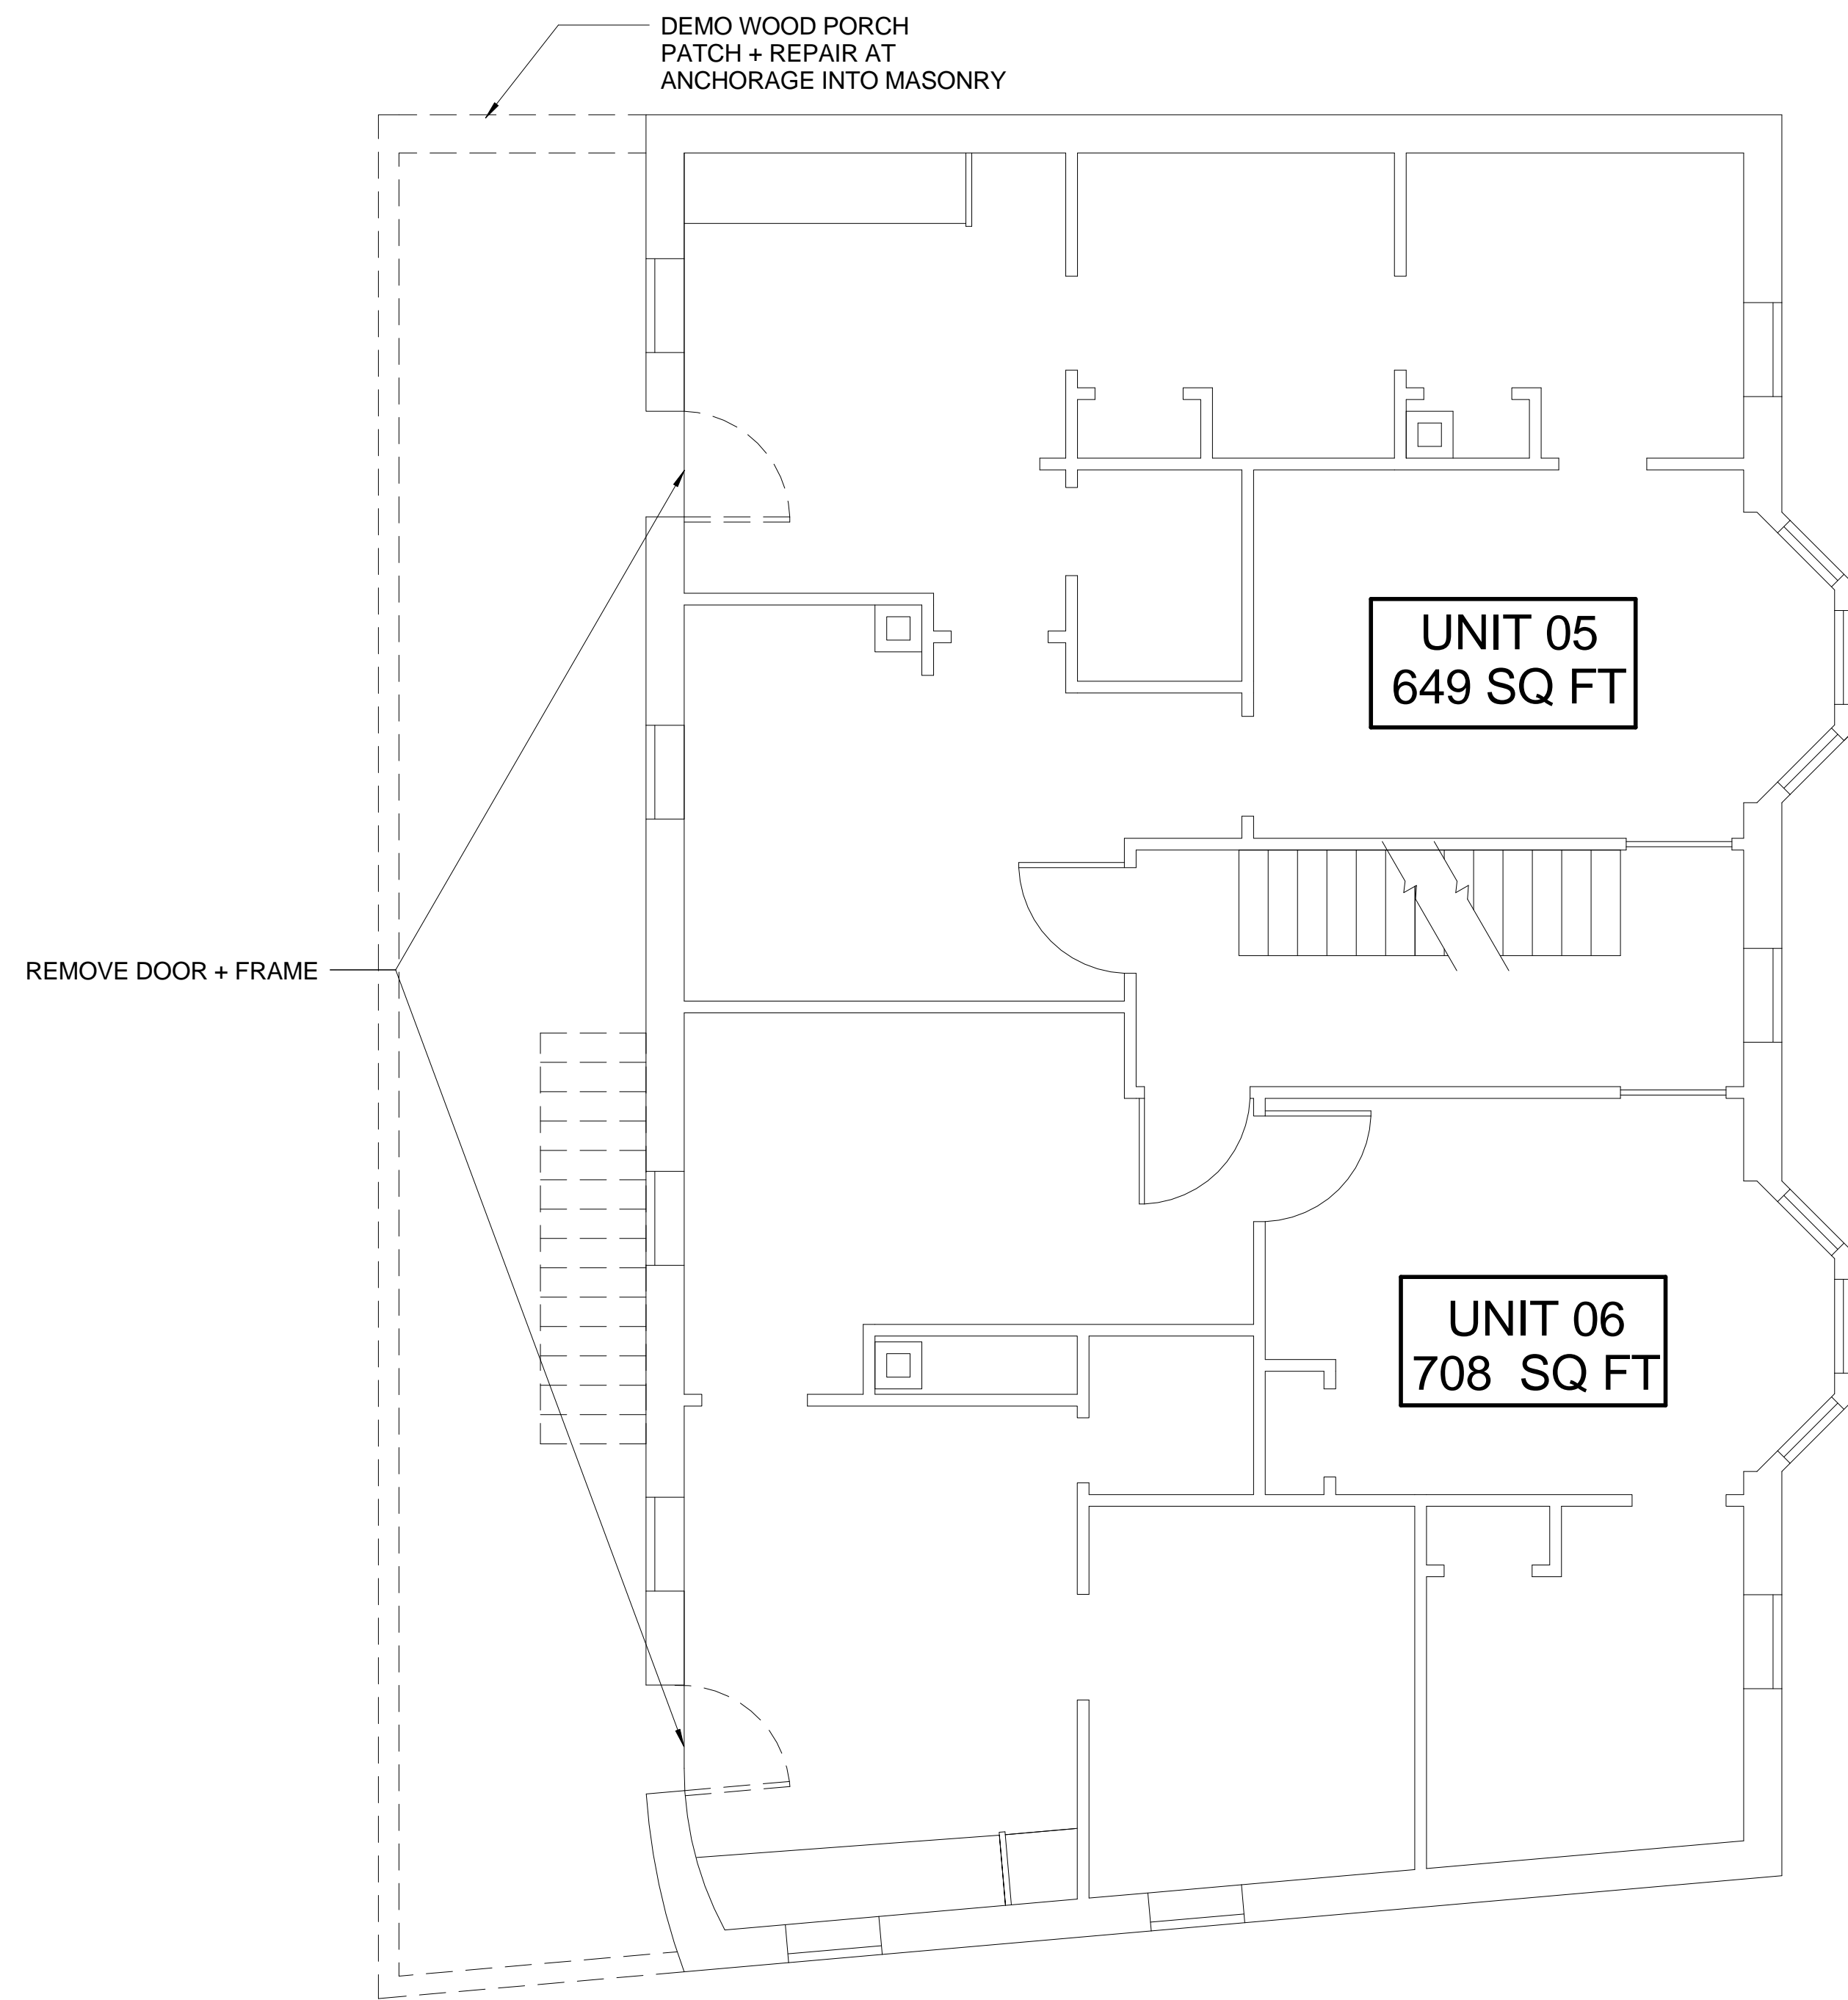 DEMO WOOD PORCH
PATCH + REPAIR AT
ANCHORAGE INTO MASONRY
UNIT 05
649 SQ FT
REMOVE DOOR + FRAME
UNIT 06
708 SQ FT